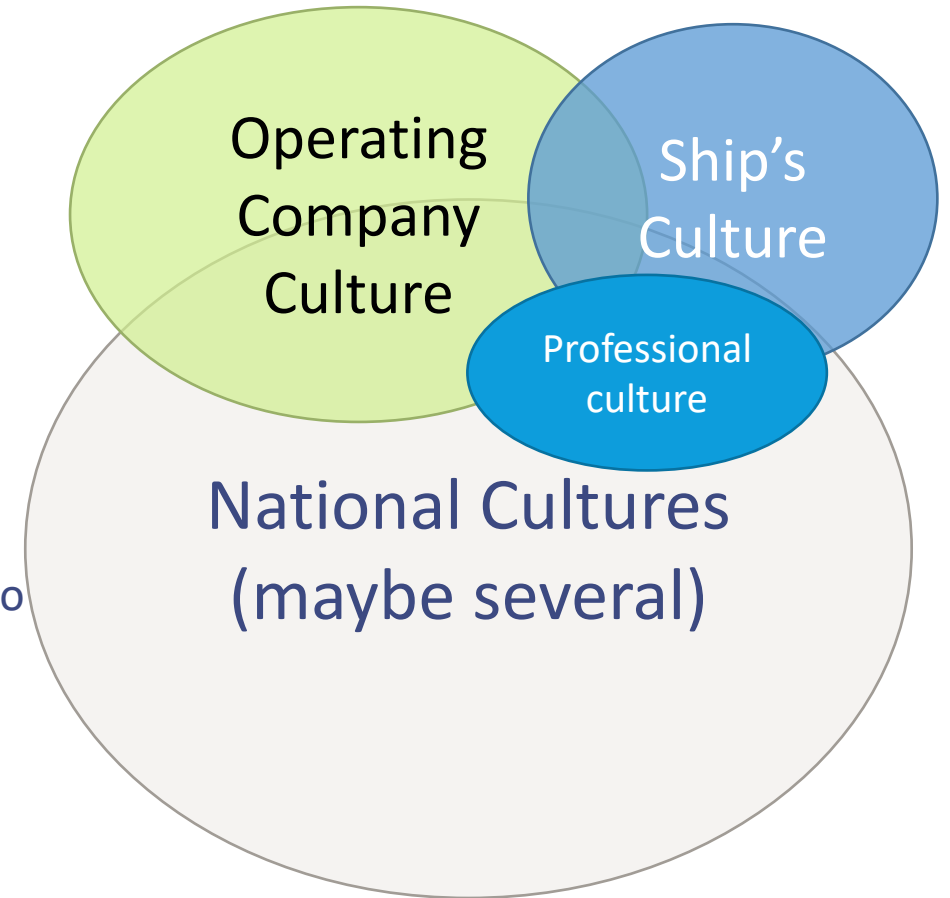 Operating
Company
Culture
Ship’s
Culture
Professional
culture
National Cultures
(maybe several)
o